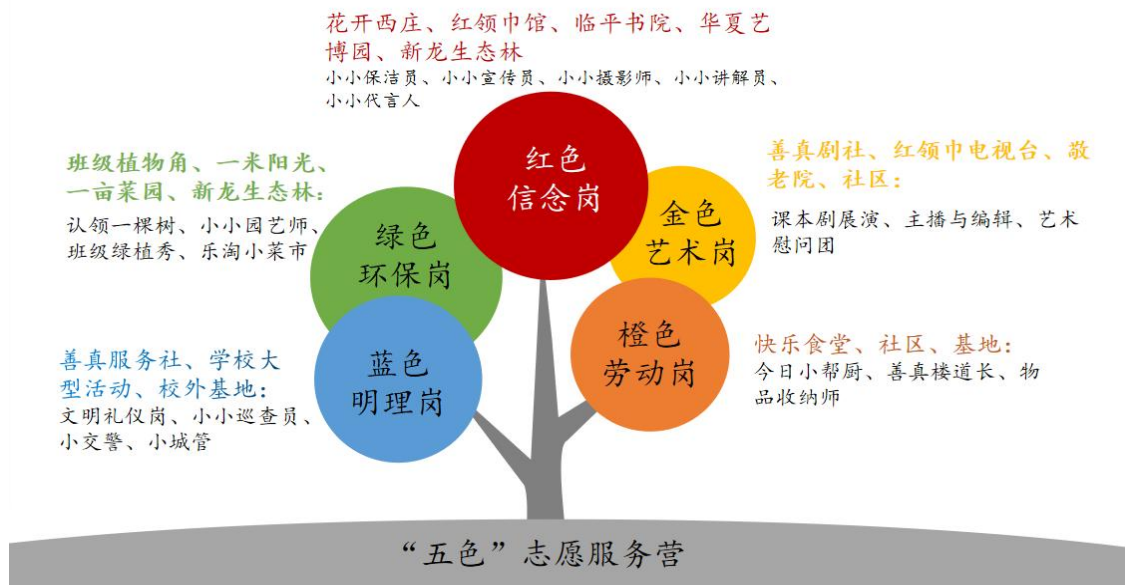 花开西庄、红领巾馆、临平书院、华夏艺
博园、新龙生态林
小小保洁员、小小宣传员、小小摄影师、小小讲解员、
小小代言人
班级植物角、一米阳光、
一亩菜园、新龙生态林：
认领一棵树、小小园艺师、
班级绿植秀、乐淘小菜市
红色
信念岗
善真剧社、红领巾电视台、敬
老院、社区：
课本剧展演、主播与编辑、艺术
慰问团
绿色
环保岗
金色
艺术岗
善真服务社、学校大
型活动、校外基地：
文明礼仪岗、小小巡查员、
小交警、小城管
蓝色
明理岗
橙色
劳动岗
快乐食堂、社区、基地：
今日小帮厨、善真楼道长、物
品收纳师
“五色”志愿服务营